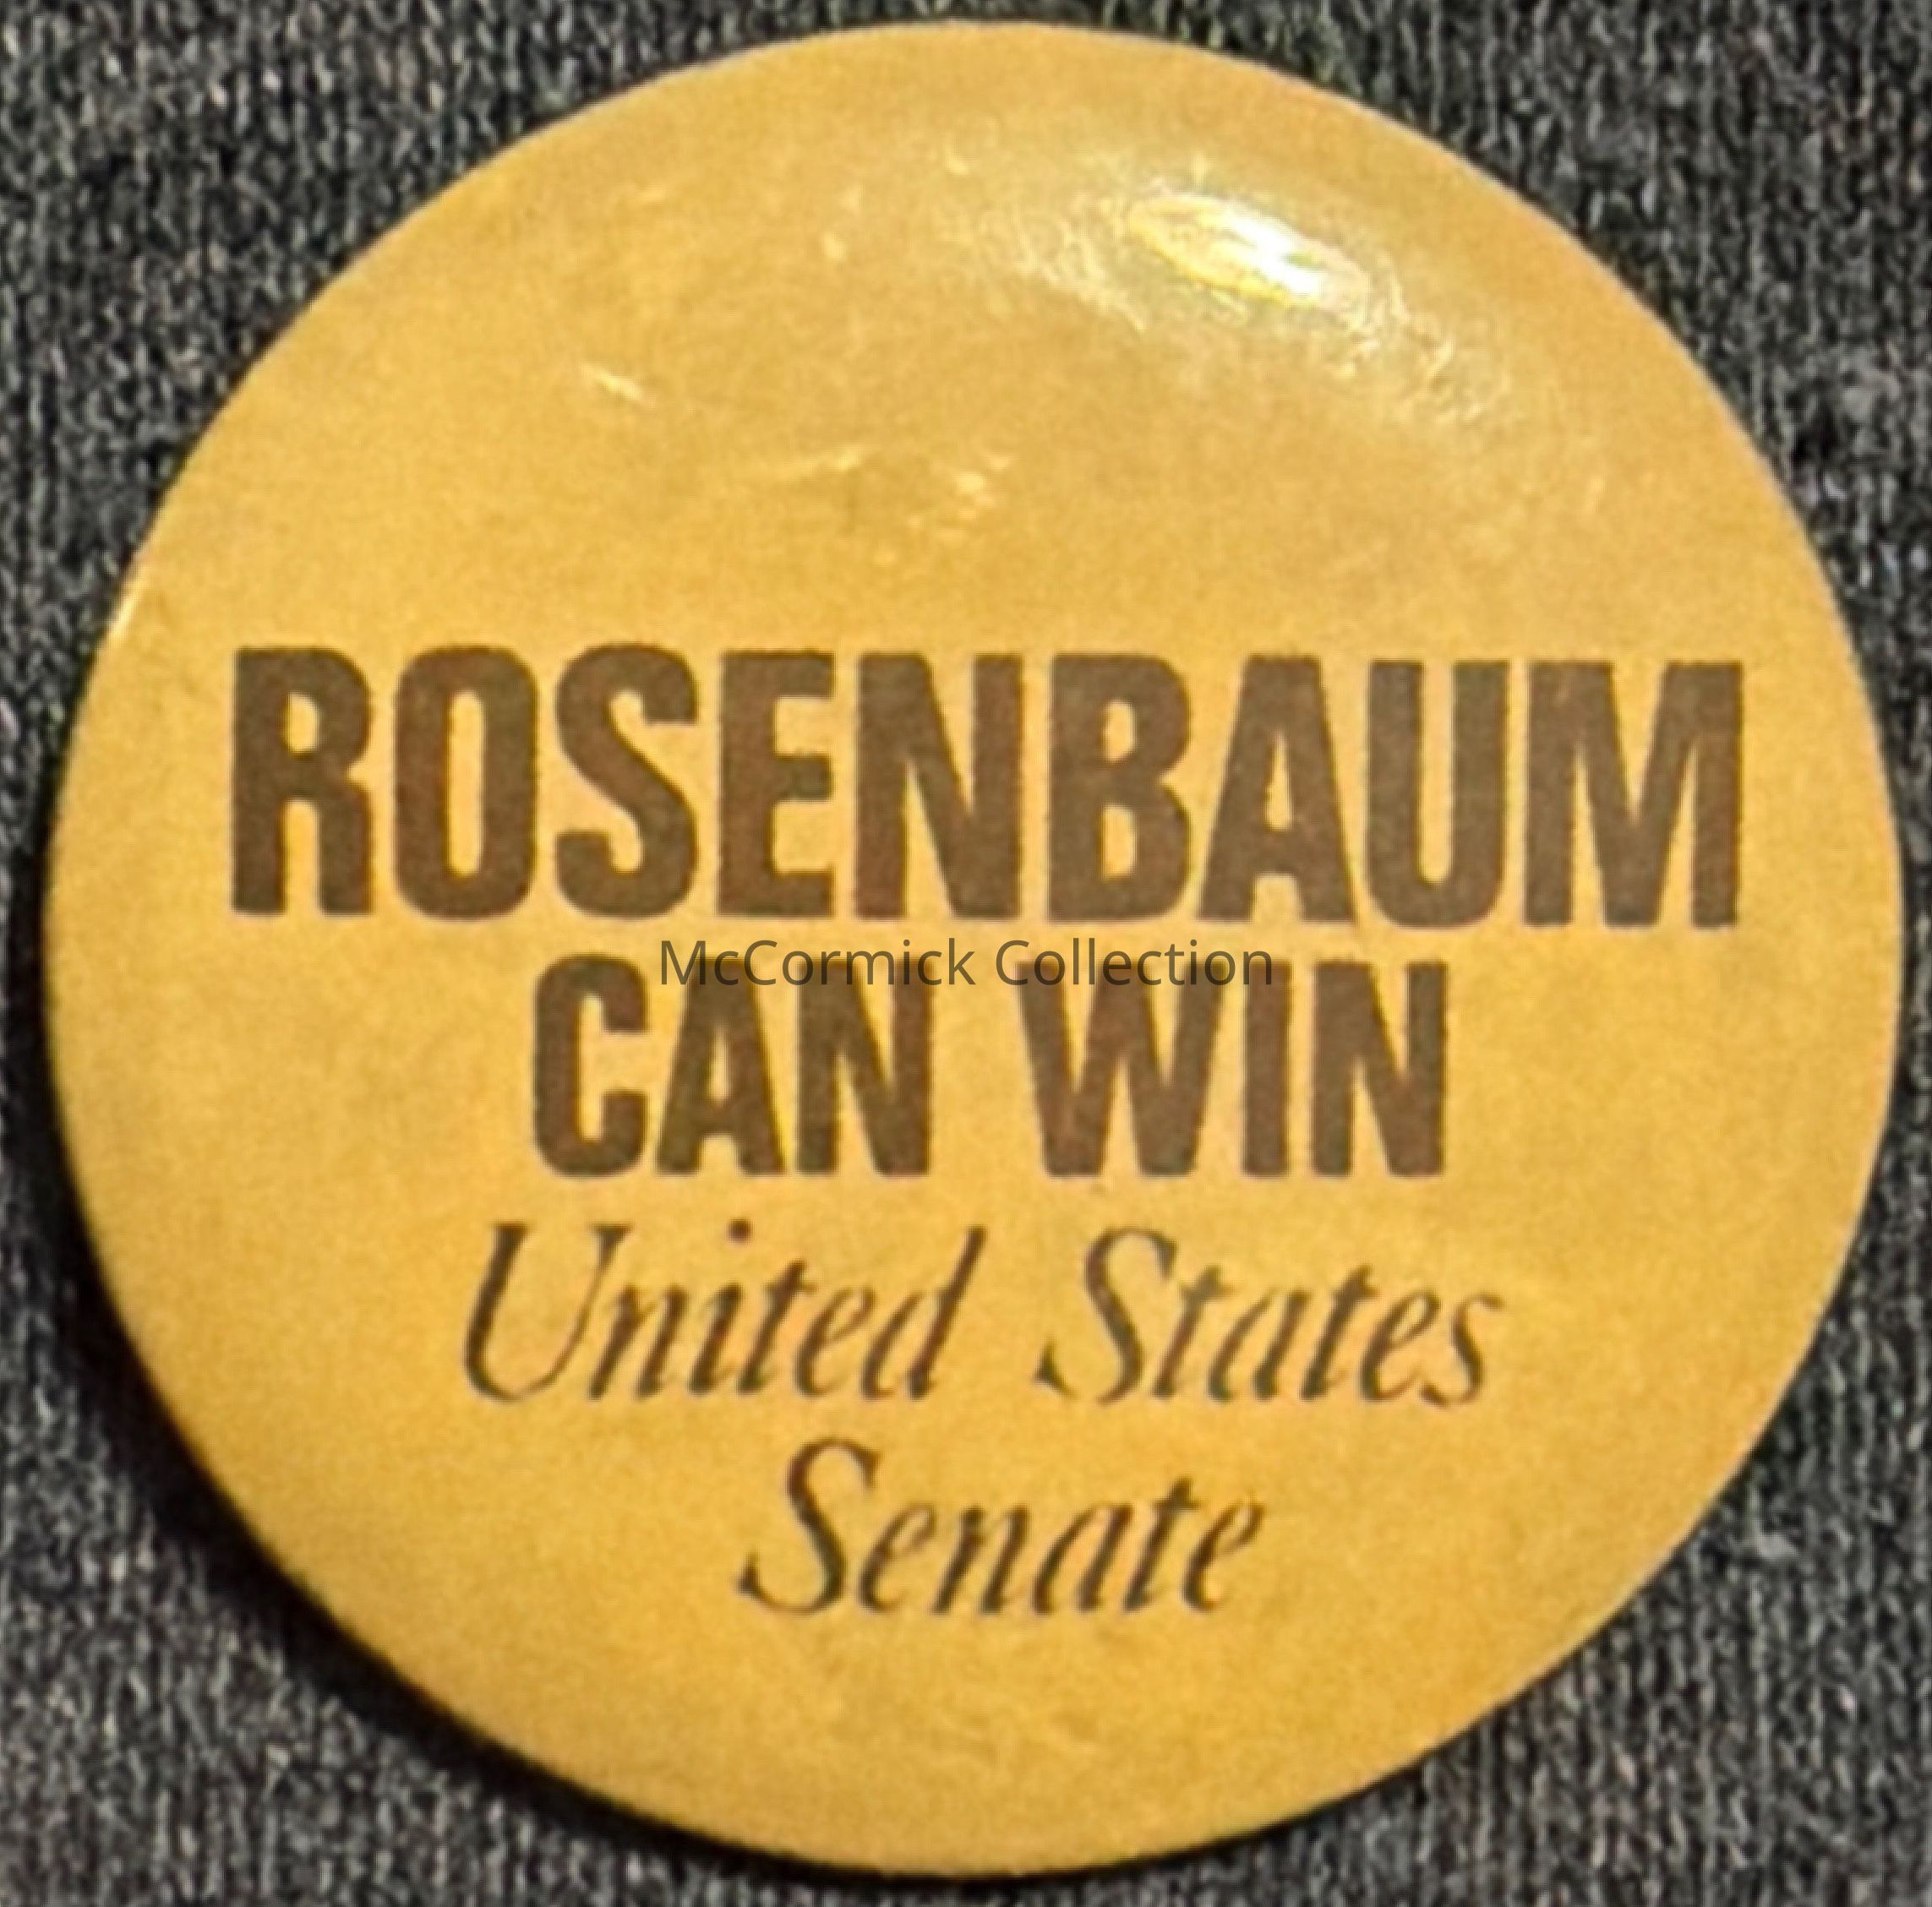 ROSENBAUM
McCormick Collection
CAN WIN
United States
Senate